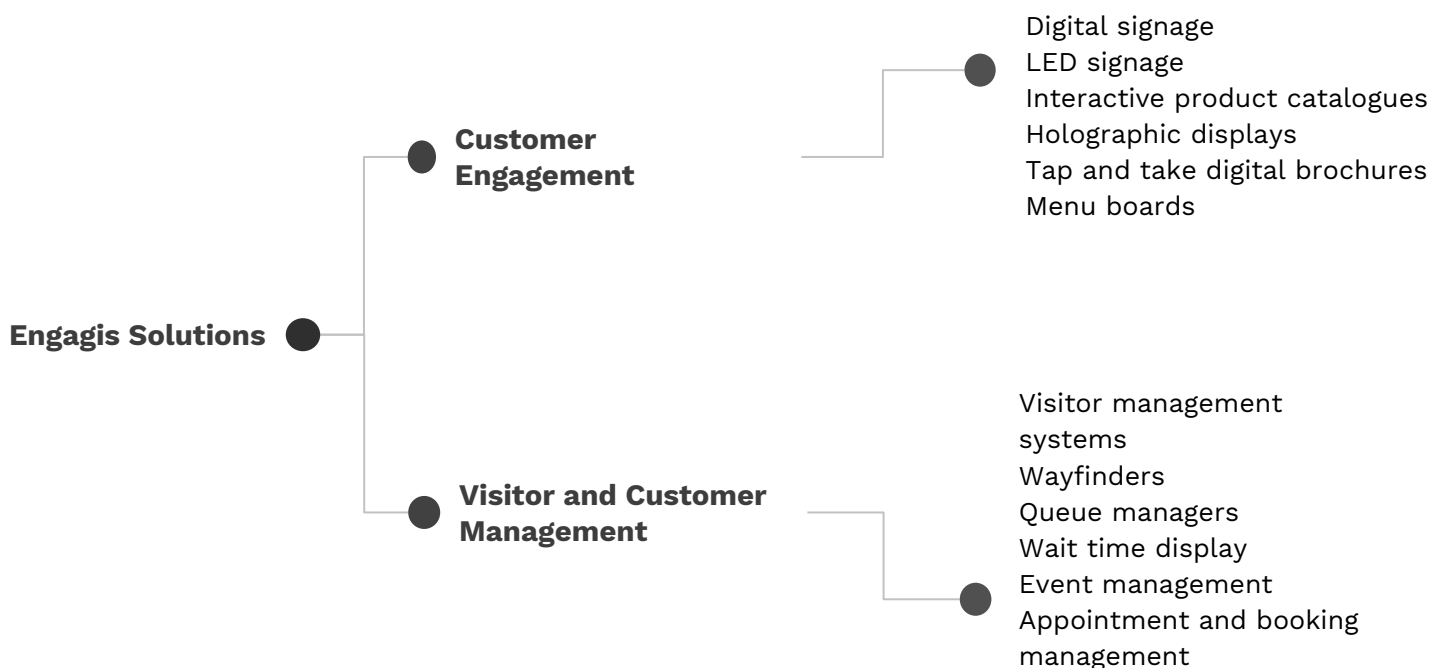 Engagis Solutions
Customer
Engagement
Digital signage
LED signage
Interactive product catalogues
Holographic displays
Tap and take digital brochures
Menu boards
Visitor and Customer
Management
Visitor management
systems
Wayfinders
Queue managers
Wait time display
Event management
Appointment and booking
management